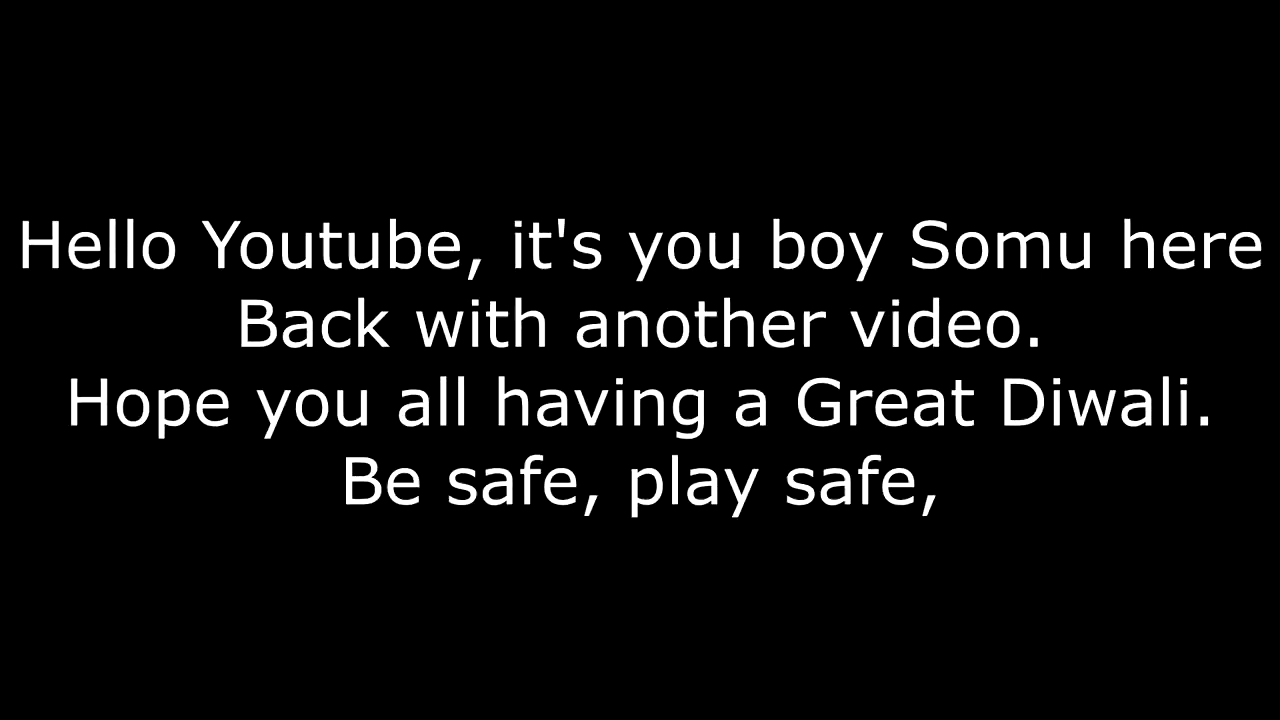 Hello Youtube, it's you boy Somu here
Back with another video.
Hope you all having a Great Diwali.
Be safe, play safe,